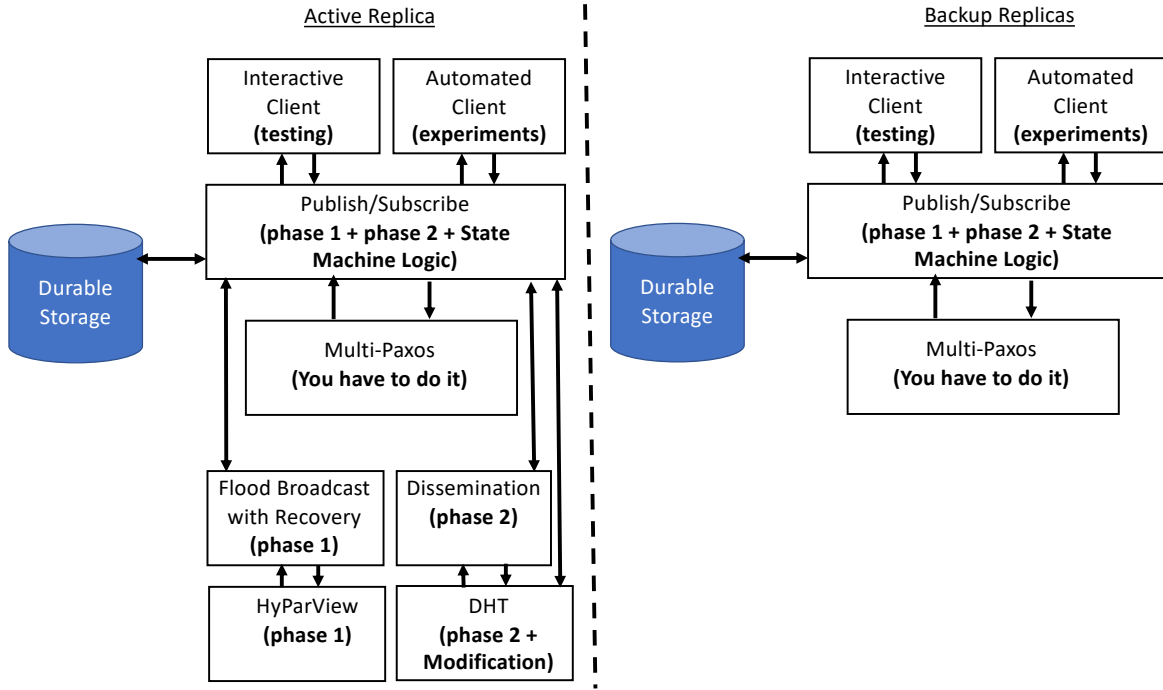 Active Replica
Interactive
Client
(testing)
Automated
Client
(experiments)
Publish/Subscribe
(phase 1 + phase 2 + State
Machine Logic)
Durable
Storage
Multi-Paxos
(You have to do it)
Flood Broadcast
with Recovery
(phase 1)
Dissemination
(phase 2)
HyParView
(phase 1)
DHT
(phase 2 +
Modification)
Backup Replicas
Interactive
Client
(testing)
Automated
Client
(experiments)
Publish/Subscribe
(phase 1 + phase 2 + State
Machine Logic)
Durable
Storage
Multi-Paxos
(You have to do it)